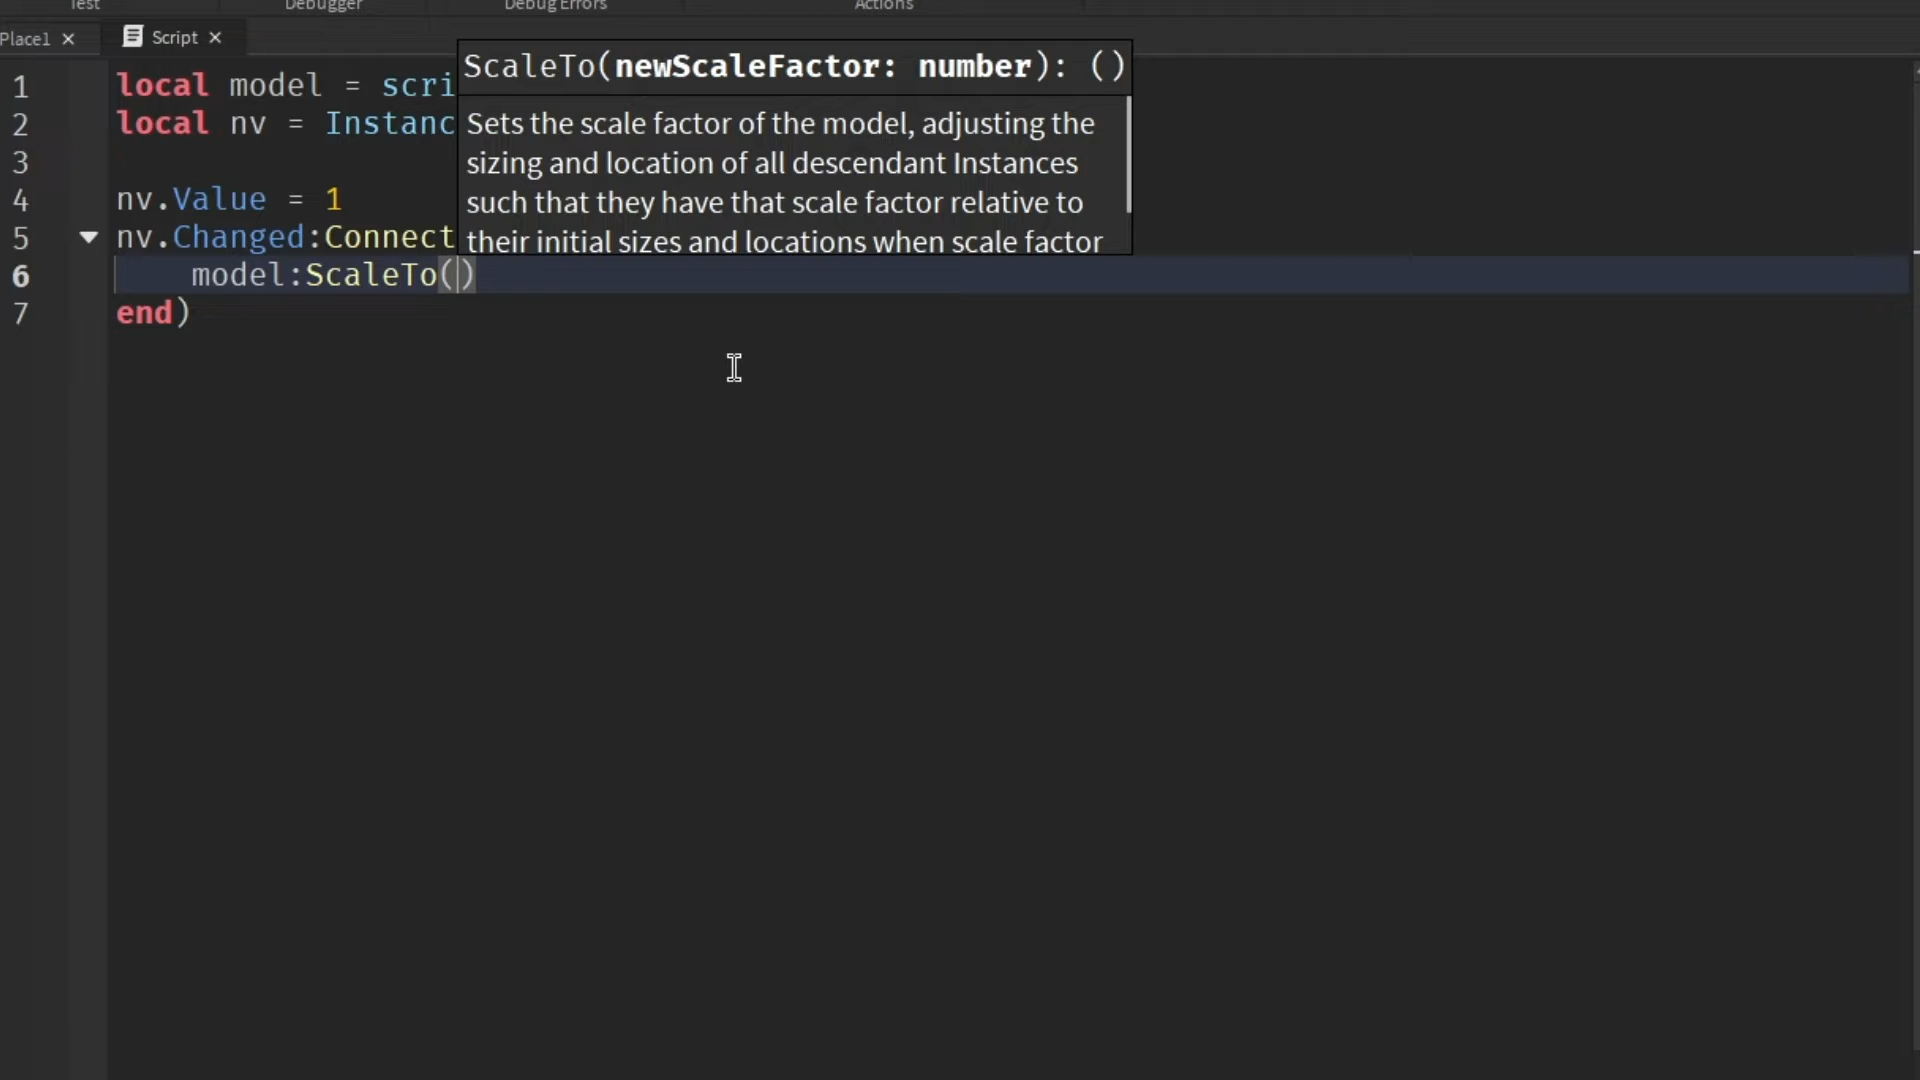 Test Debugger Debug Errors Actions
Place1 Script
ScaleTo(newScaleFactor: number): ()
Sets the scale factor of the model, adjusting the
sizing and location of all descendant Instances
such that they have that scale factor relative to
their initial sizes and locations when scale factor
1 local model = scri
2 local nv = Instanc
3
4 nv.Value = 1
5 nv.Changed:Connect
6 model:ScaleTo()
7 end)